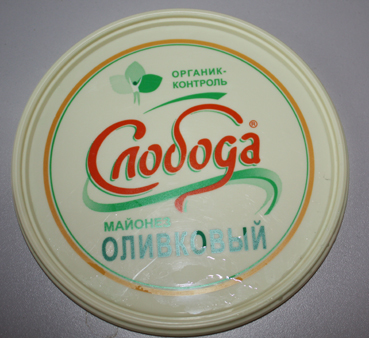 ОРГАНИК-
КОНТРОЛЬ
Слобода®
МАЙОНЕЗ
ОЛИВКОВЫЙ